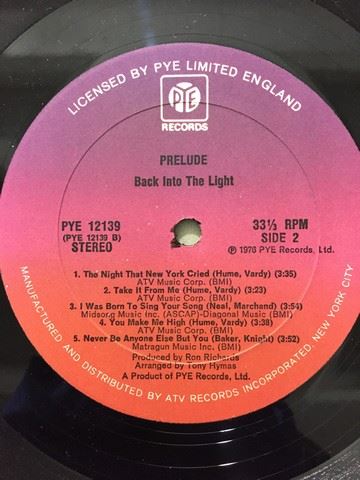 LICENSED BY PYE LIMITED ENGLAND
PYE
RECORDS
PRELUDE
Back Into The Light
PYE 12139
(PYE 12139 B)
STEREO
33⅓ RPM
SIDE 2
℗ 1976 PYE Records, Ltd.
1. The Night That New York Cried (Hume, Vardy) (3:35)
ATV Music Corp. (BMI)
2. Take It From Me (Hume, Vardy) (3:23)
ATV Music Corp. (BMI)
3. I Was Born To Sing Your Song (Neal, Marchand) (3:54)
Midsong Music Inc. (ASCAP)-Diagonal Music (BMI)
4. You Make Me High (Hume, Vardy) (3:38)
ATV Music Corp. (BMI)
5. Never Be Anyone Else But You (Baker, Knight) (3:52)
Matragun Music Inc. (BMI)
Produced by Ron Richards
Arranged by Tony Hymas
A Product of PYE Records, Ltd.
MANUFACTURED AND DISTRIBUTED BY ATV RECORDS INCORPORATED, NEW YORK CITY